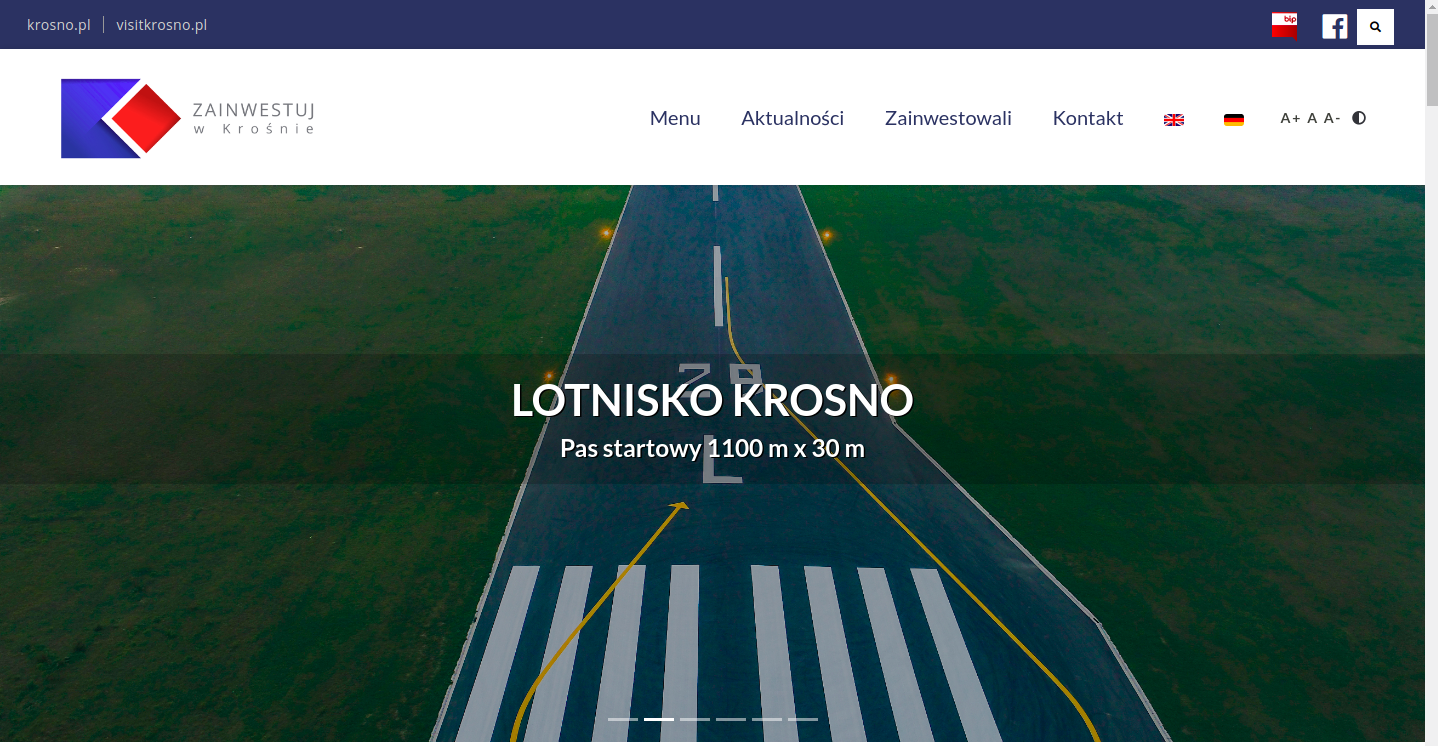 krosno.pl visitkrosno.pl bip
ZAINWESTUJ
w Krośnie
Menu Aktualności Zainwestowali Kontakt A+ A A-
LOTNISKO KROSNO
Pas startowy 1100 m x 30 m
L